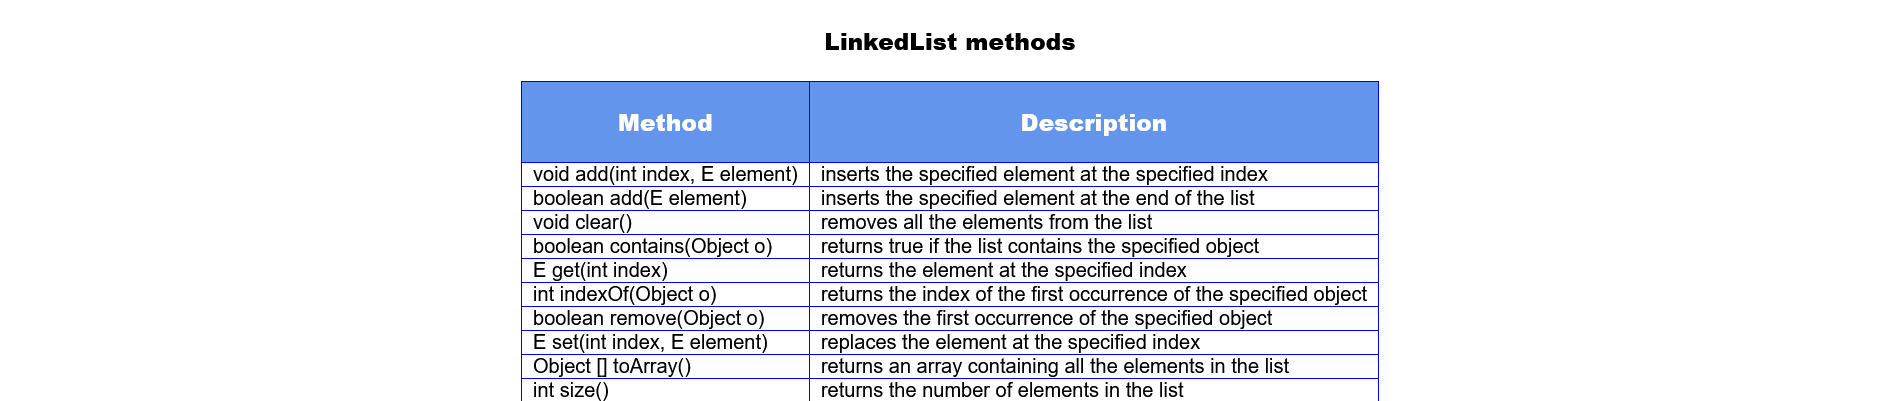 LinkedList methods
Method Description
void add(int index, E element) inserts the specified element at the specified index
boolean add(E element) inserts the specified element at the end of the list
void clear() removes all the elements from the list
boolean contains(Object o) returns true if the list contains the specified object
E get(int index) returns the element at the specified index
int indexOf(Object o) returns the index of the first occurrence of the specified object
boolean remove(Object o) removes the first occurrence of the specified object
E set(int index, E element) replaces the element at the specified index
Object [] toArray() returns an array containing all the elements in the list
int size() returns the number of elements in the list